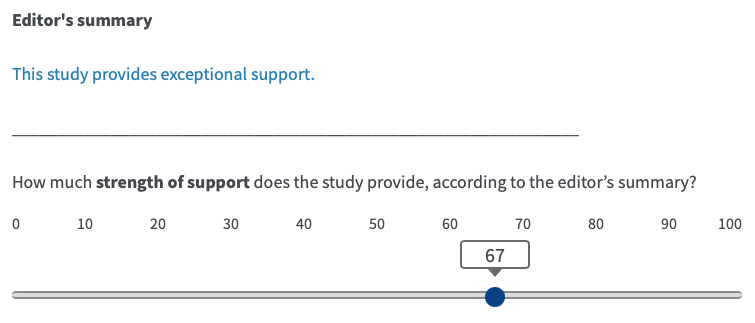 Editor's summary
This study provides exceptional support.
How much strength of support does the study provide, according to the editor’s summary?
0 10 20 30 40 50 60 70 80 90 100
67